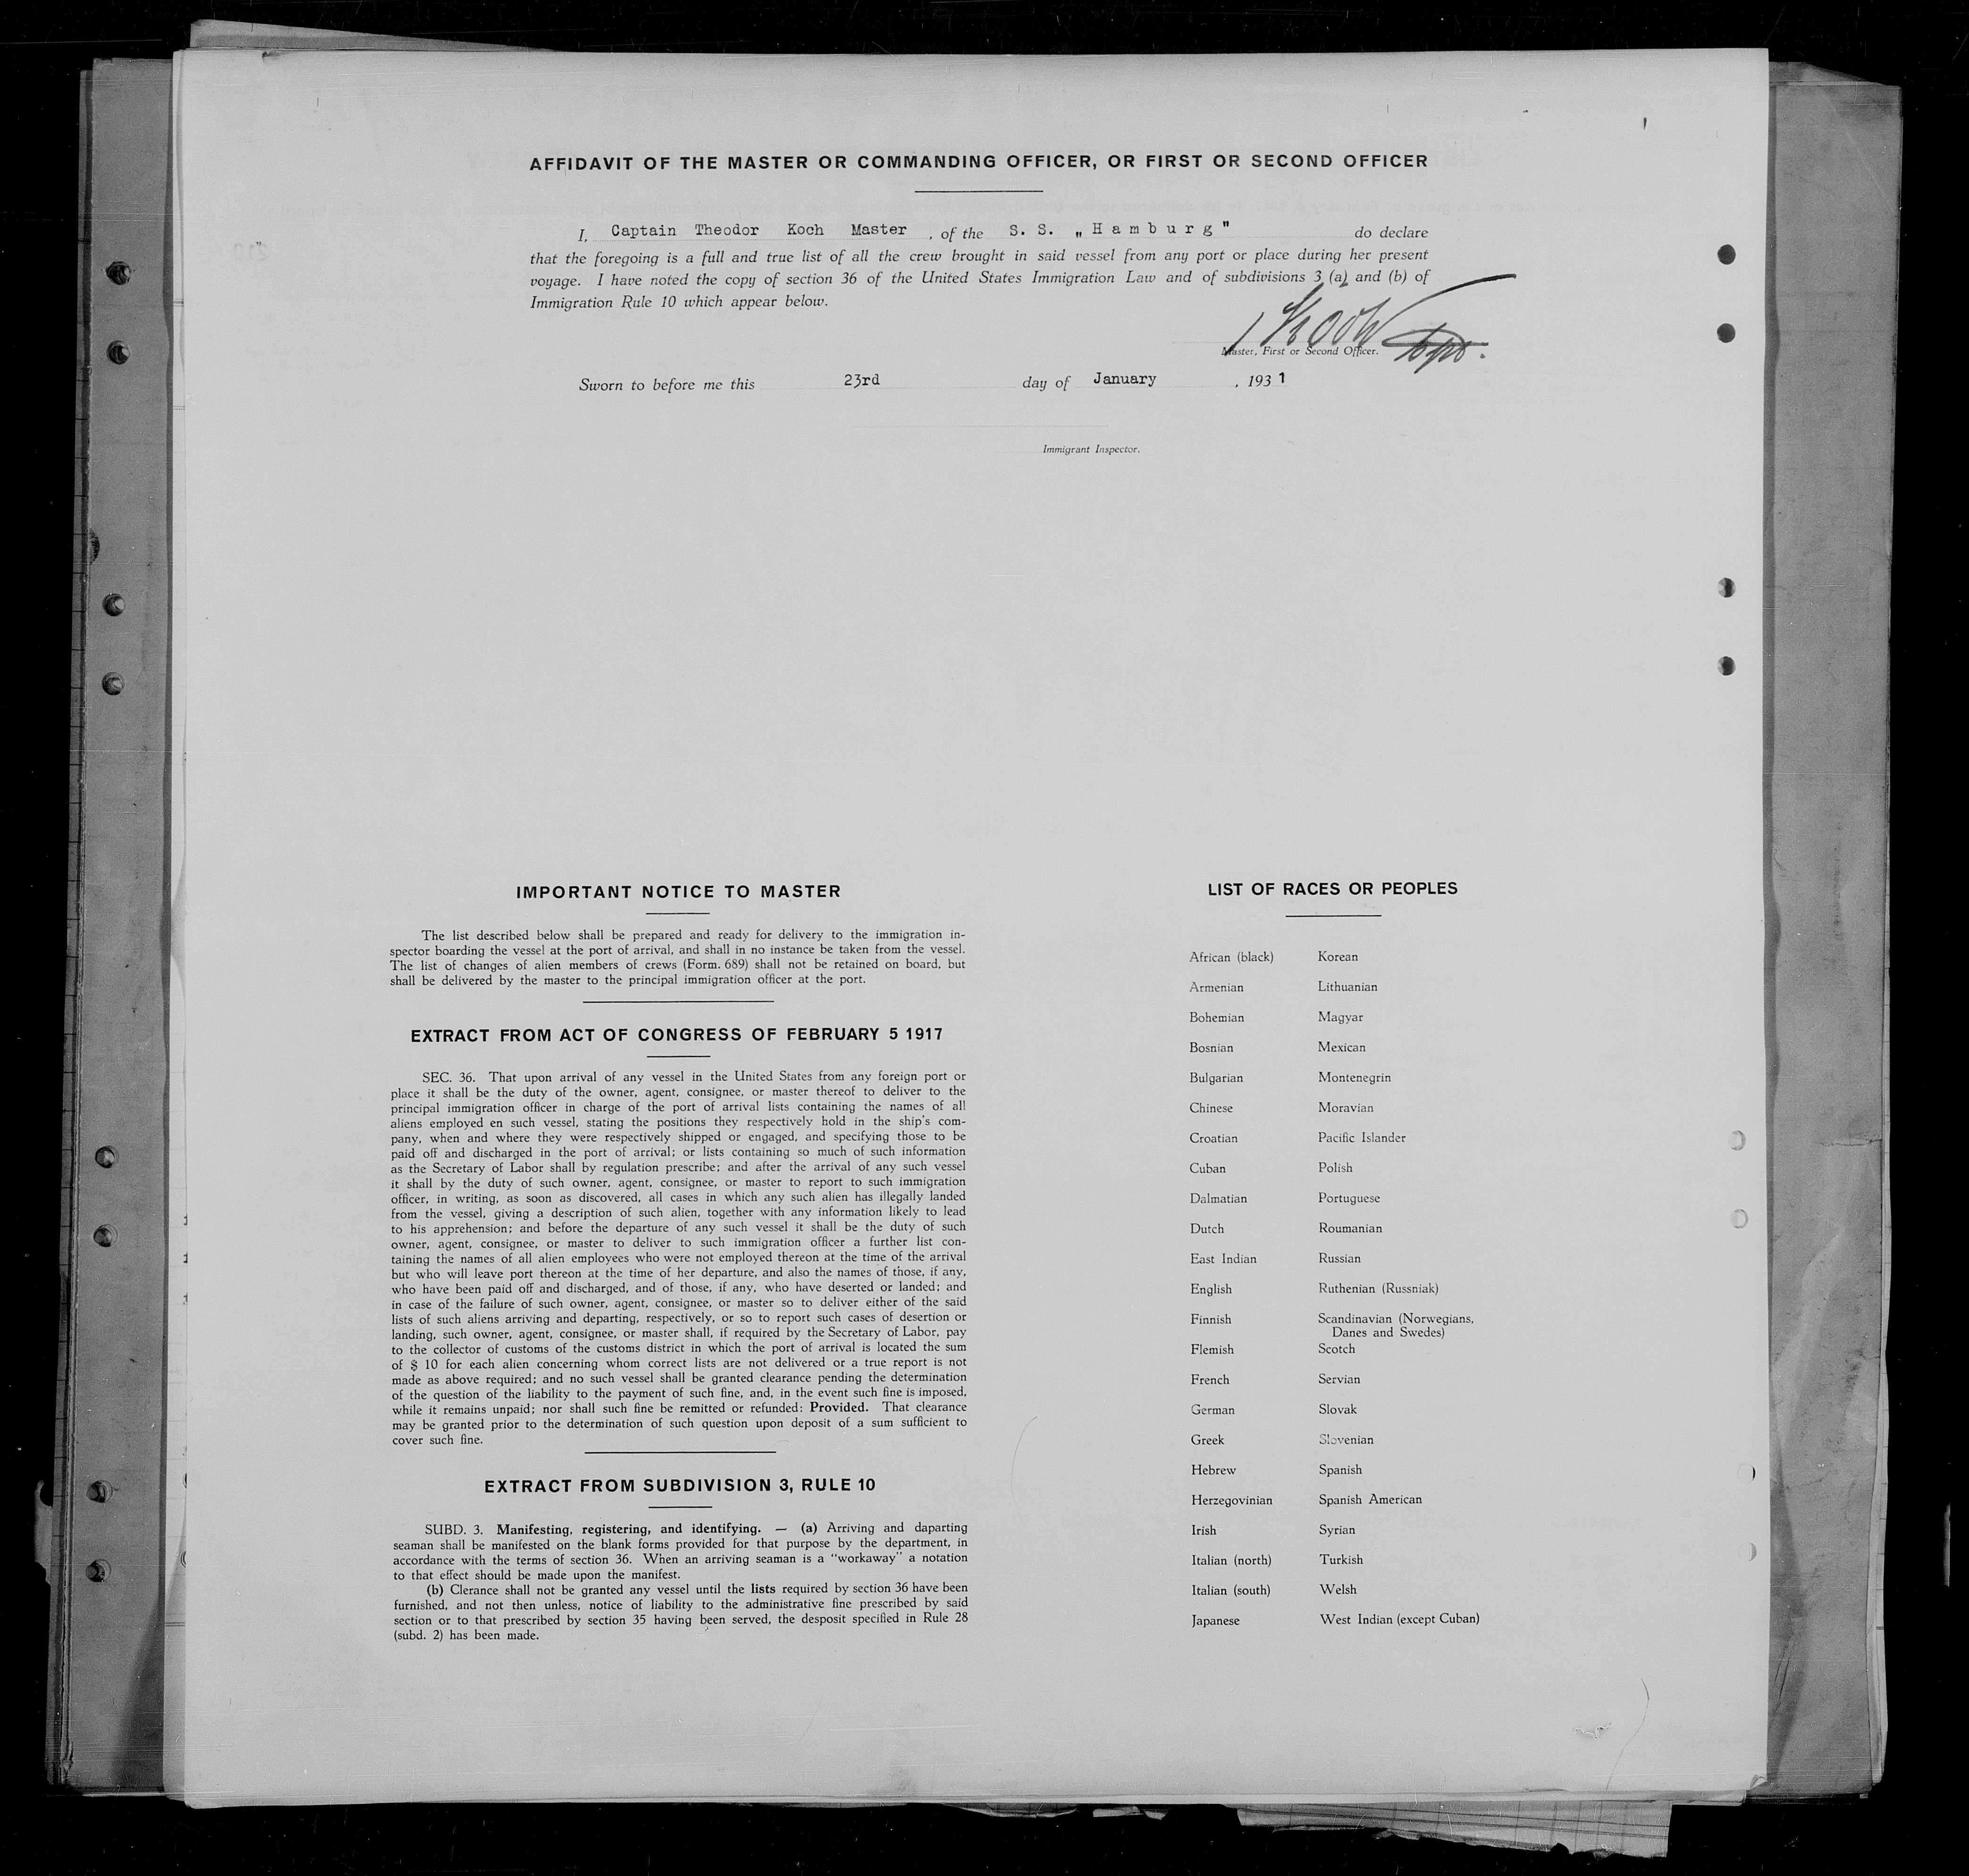 AFFIDAVIT OF THE MASTER OR COMMANDING OFFICER, OR FIRST OR SECOND OFFICER
I, Captain Theodor Koch Master, of the S. S. „Hamburg" do declare
that the foregoing is a full and true list of all the crew brought in said vessel from any port or place during her present
voyage. I have noted the copy of section 36 of the United States Immigration Law and of subdivisions 3 (a) and (b) of
Immigration Rule 10 which appear below.
Koch
Master, First or Second Officer.
Sworn to before me this 23rd day of January, 1931
Immigrant Inspector.
IMPORTANT NOTICE TO MASTER
The list described below shall be prepared and ready for delivery to the immigration in-
spector boarding the vessel at the port of arrival, and shall in no instance be taken from the vessel.
The list of changes of alien members of crews (Form. 689) shall not be retained on board, but
shall be delivered by the master to the principal immigration officer at the port.
EXTRACT FROM ACT OF CONGRESS OF FEBRUARY 5 1917
SEC. 36. That upon arrival of any vessel in the United States from any foreign port or
place it shall be the duty of the owner, agent, consignee, or master thereof to deliver to the
principal immigration officer in charge of the port of arrival lists containing the names of all
aliens employed en such vessel, stating the positions they respectively hold in the ship's com-
pany, when and where they were respectively shipped or engaged, and specifying those to be
paid off and discharged in the port of arrival; or lists containing so much of such information
as the Secretary of Labor shall by regulation prescribe; and after the arrival of any such vessel
it shall by the duty of such owner, agent, consignee, or master to report to such immigration
officer, in writing, as soon as discovered, all cases in which any such alien has illegally landed
from the vessel, giving a description of such alien, together with any information likely to lead
to his apprehension; and before the departure of any such vessel it shall be the duty of such
owner, agent, consignee, or master to deliver to such immigration officer a further list con-
taining the names of all alien employees who were not employed thereon at the time of the arrival
but who will leave port thereon at the time of her departure, and also the names of those, if any,
who have been paid off and discharged, and of those, if any, who have deserted or landed; and
in case of the failure of such owner, agent, consignee, or master so to deliver either of the said
lists of such aliens arriving and departing, respectively, or so to report such cases of desertion or
landing, such owner, agent, consignee, or master shall, if required by the Secretary of Labor, pay
to the collector of customs of the customs district in which the port of arrival is located the sum
of $ 10 for each alien concerning whom correct lists are not delivered or a true report is not
made as above required; and no such vessel shall be granted clearance pending the determination
of the question of the liability to the payment of such fine, and, in the event such fine is imposed,
while it remains unpaid; nor shall such fine be remitted or refunded: Provided. That clearance
may be granted prior to the determination of such question upon deposit of a sum sufficient to
cover such fine.
EXTRACT FROM SUBDIVISION 3, RULE 10
SUBD. 3. Manifesting, registering, and identifying. — (a) Arriving and daparting
seaman shall be manifested on the blank forms provided for that purpose by the department, in
accordance with the terms of section 36. When an arriving seaman is a "workaway" a notation
to that effect should be made upon the manifest.
(b) Clerance shall not be granted any vessel until the lists required by section 36 have been
furnished, and not then unless, notice of liability to the administrative fine prescribed by said
section or to that prescribed by section 35 having been served, the desposit specified in Rule 28
(subd. 2) has been made.
LIST OF RACES OR PEOPLES
African (black) Korean
Armenian Lithuanian
Bohemian Magyar
Bosnian Mexican
Bulgarian Montenegrin
Chinese Moravian
Croatian Pacific Islander
Cuban Polish
Dalmatian Portuguese
Dutch Roumanian
East Indian Russian
English Ruthenian (Russniak)
Finnish Scandinavian (Norwegians,
Danes and Swedes)
Flemish Scotch
French Servian
German Slovak
Greek Slovenian
Hebrew Spanish
Herzegovinian Spanish American
Irish Syrian
Italian (north) Turkish
Italian (south) Welsh
Japanese West Indian (except Cuban)